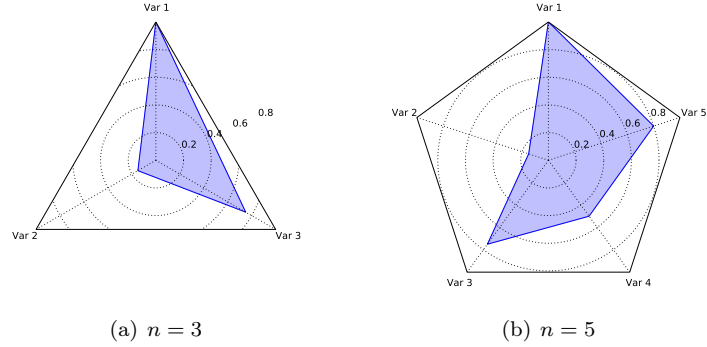 Var 1
0.8
0.6
0.4
0.2
Var 2
Var 3
(a) n = 3
Var 1
Var 2
0.8
Var 5
0.6
0.4
0.2
Var 3
Var 4
(b) n = 5